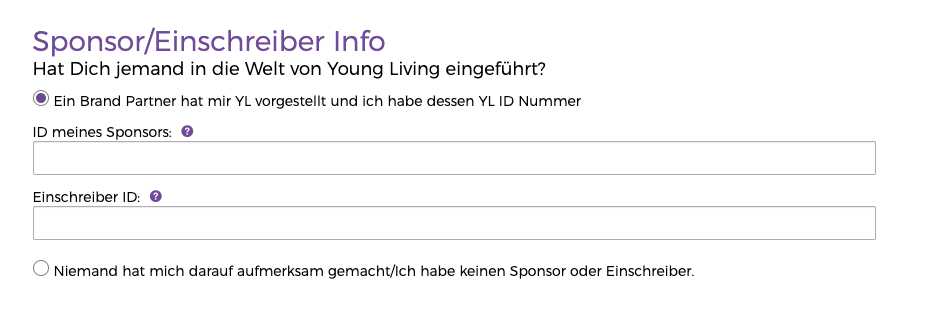 Sponsor/Einschreiber Info
Hat Dich jemand in die Welt von Young Living eingeführt?
Ein Brand Partner hat mir YL vorgestellt und ich habe dessen YL ID Nummer
ID meines Sponsors: ?
Einschreiber ID: ?
Niemand hat mich darauf aufmerksam gemacht/Ich habe keinen Sponsor oder Einschreiber.